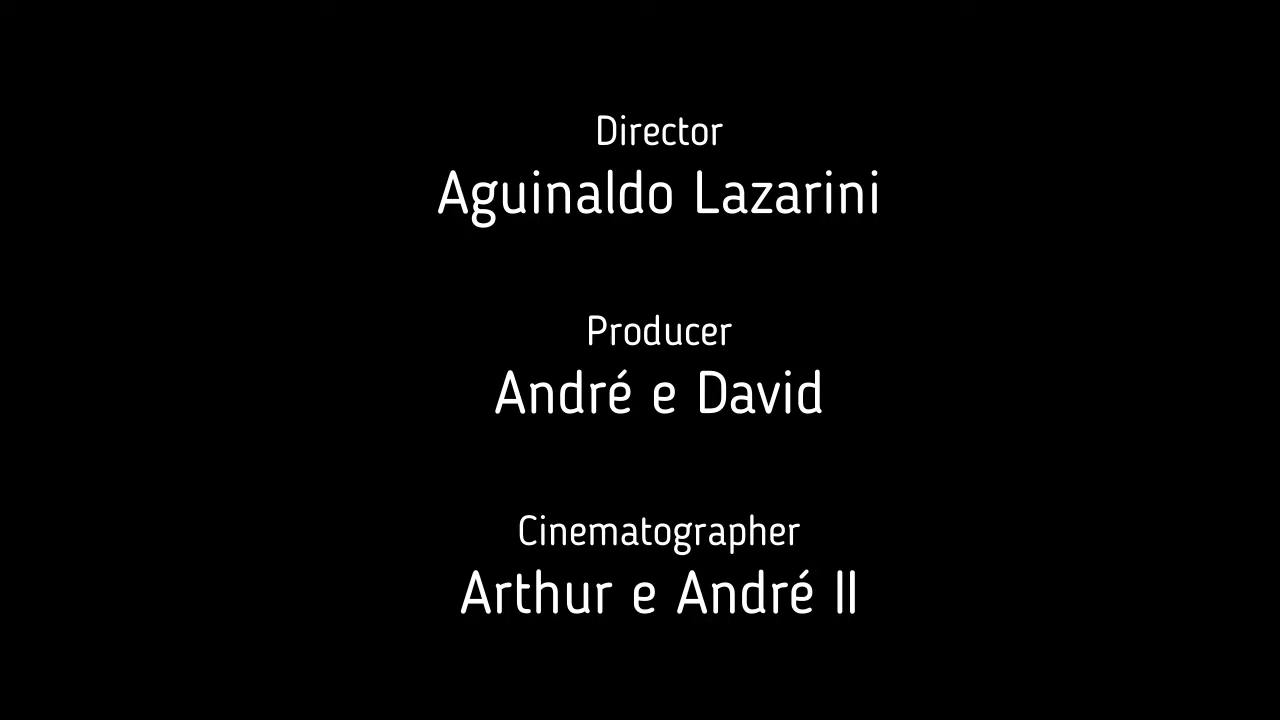 Director
Aguinaldo Lazarini
Producer
André e David
Cinematographer
Arthur e André II